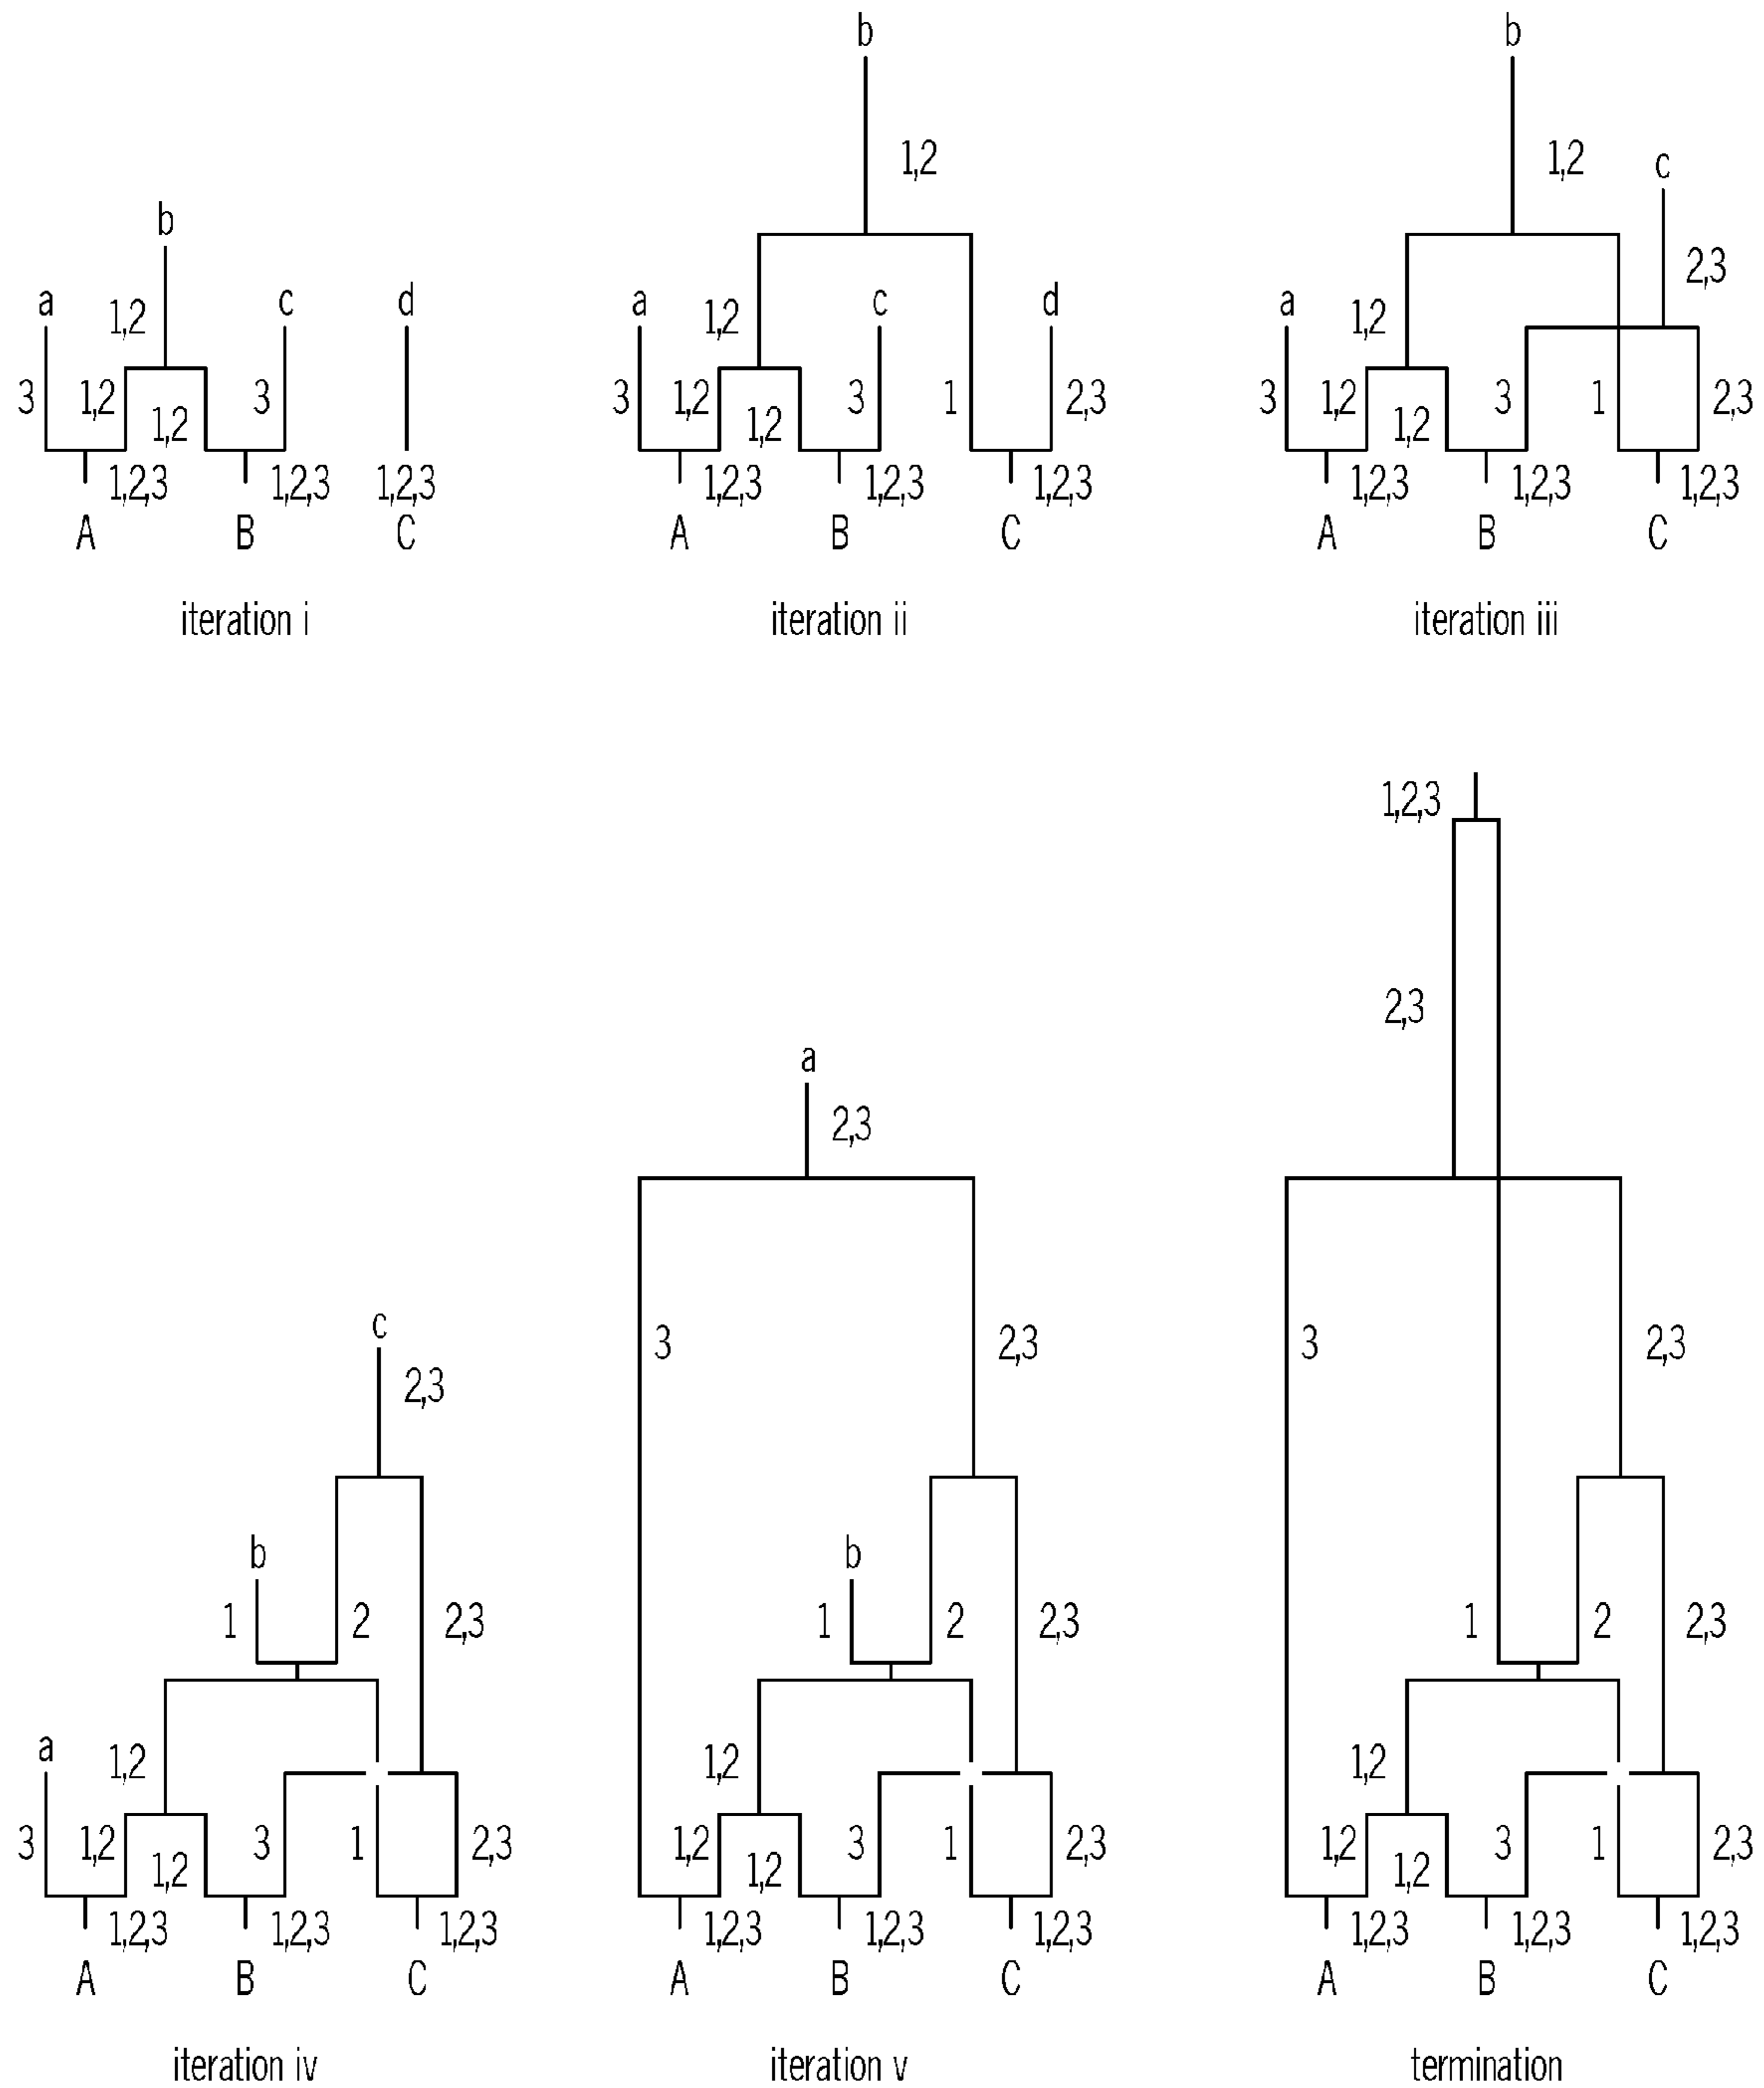 b
1,2
b
1,2
c
2,3
b
a
1,2
c
d
3
1,2
1,2
3
1,2,3
1,2,3
1,2,3
A
B
C
iteration i
a
1,2
c
d
3
1,2
1,2
3
1
2,3
1,2,3
1,2,3
1,2,3
A
B
C
iteration ii
a
1,2
3
1,2
1,2
3
1
2,3
1,2,3
1,2,3
1,2,3
A
B
C
iteration iii
c
2,3
b
1
2
2,3
a
1,2
3
1,2
1,2
3
1
2,3
1,2,3
1,2,3
1,2,3
A
B
C
iteration iv
a
2,3
3
2,3
b
1
2
2,3
1,2
1,2
1,2
3
1
2,3
1,2,3
1,2,3
1,2,3
A
B
C
iteration v
1,2,3
2,3
3
2,3
1
2
2,3
1,2
1,2
1,2
3
1
2,3
1,2,3
1,2,3
1,2,3
A
B
C
termination